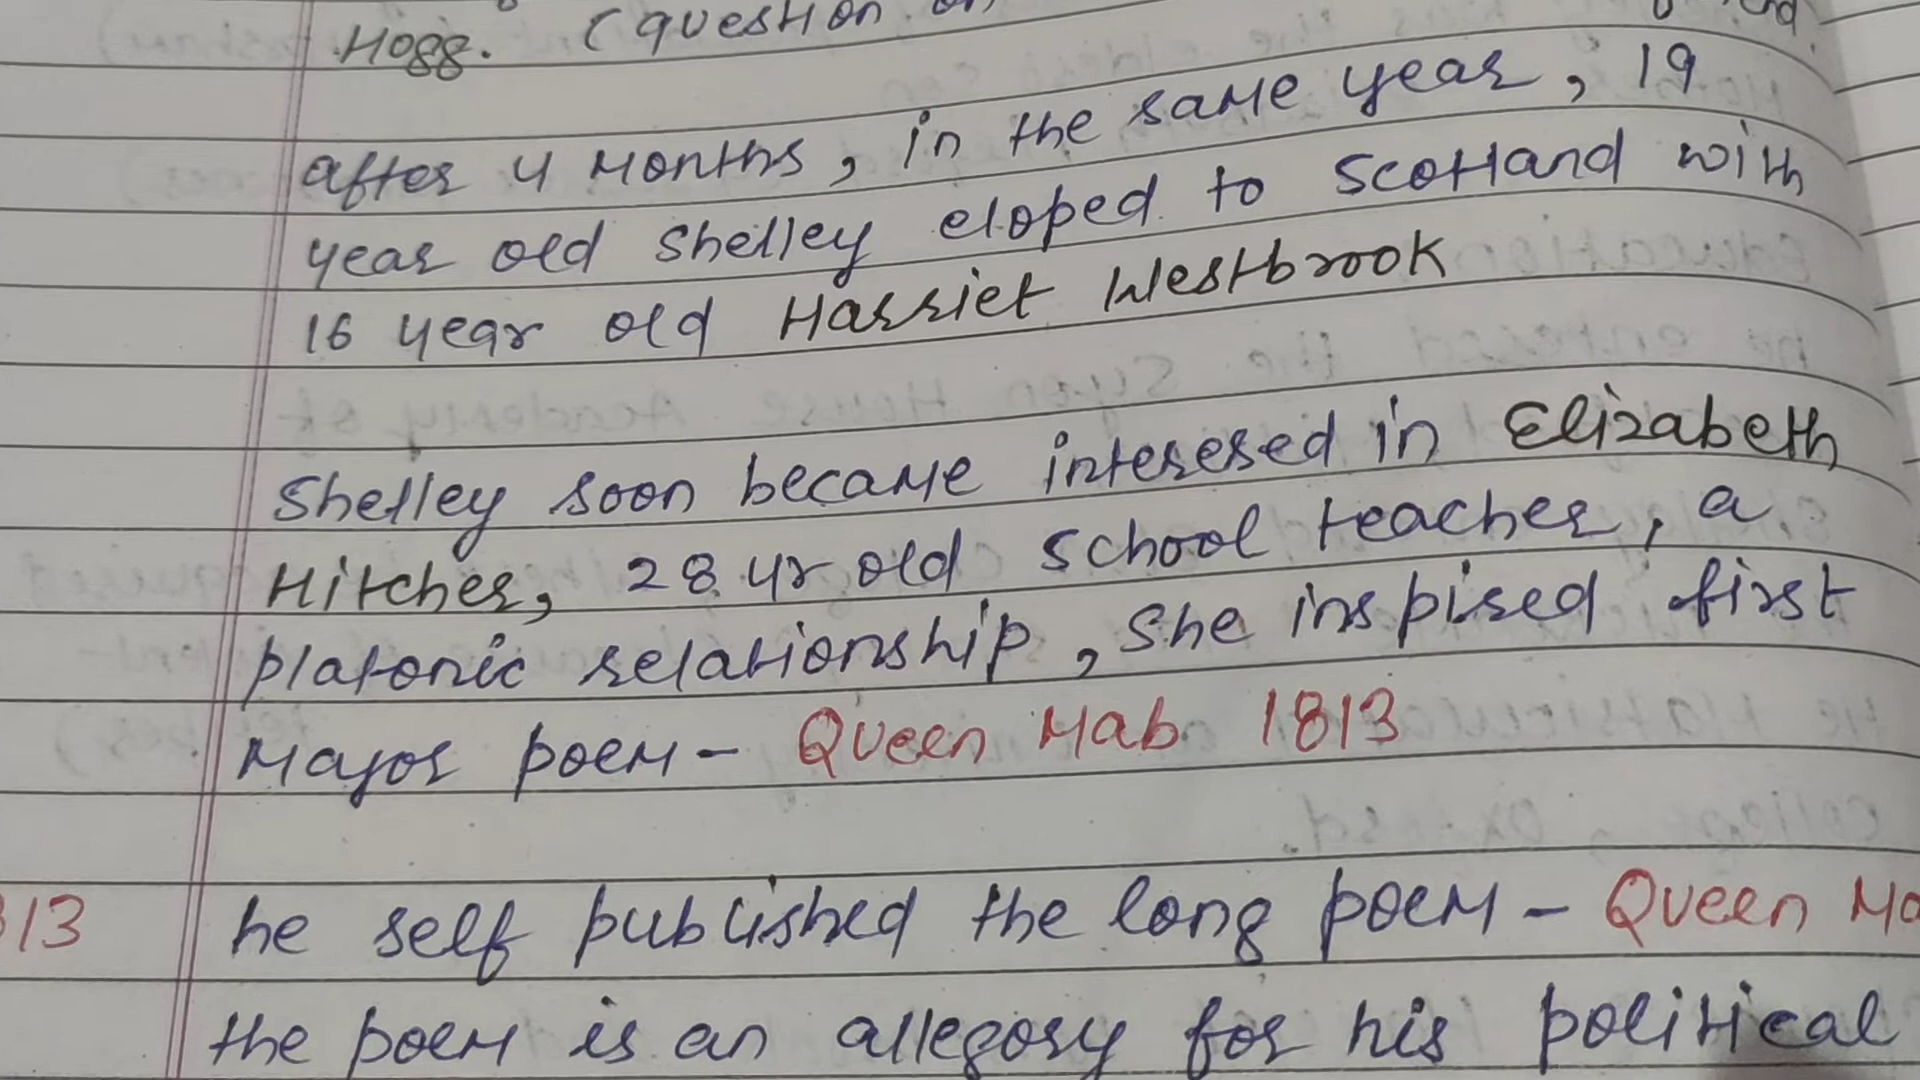 Hogg. (question on
after 4 months, in the same year, 19
year old Shelley eloped to Scotland with
16 year old Harriet Westbrook
Shelley soon became interesed in Elizabeth
Hitcher, 28 yr old school teacher, a
platonic relationship, she inspired first
Major poem - Queen Mab 1813
13 he self published the long poem - Queen Ma
the poem is an allegory for his political